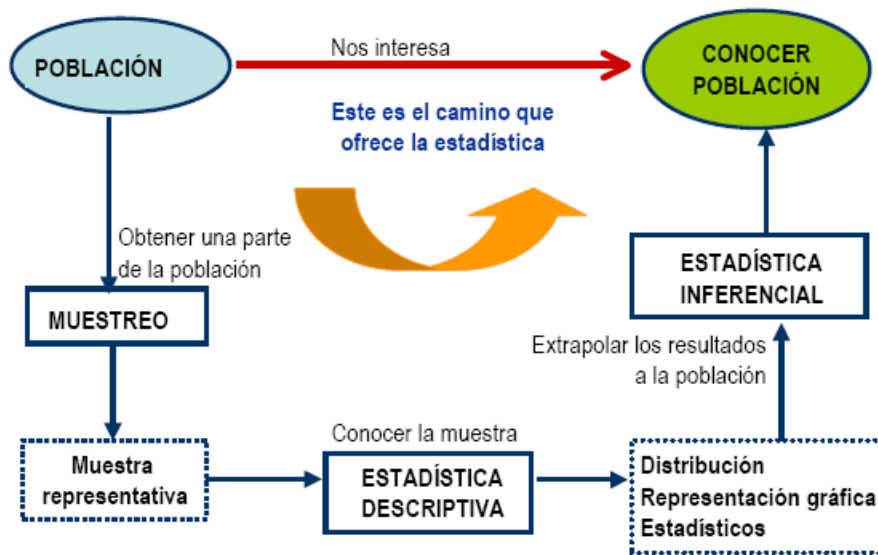 POBLACIÓN
Nos interesa
CONOCER
POBLACIÓN
Este es el camino que
ofrece la estadística
Obtener una parte
de la población
MUESTREO
Muestra
representativa
Conocer la muestra
ESTADÍSTICA
DESCRIPTIVA
Distribución
Representación gráfica
Estadísticos
Extrapolar los resultados
a la población
ESTADÍSTICA
INFERENCIAL